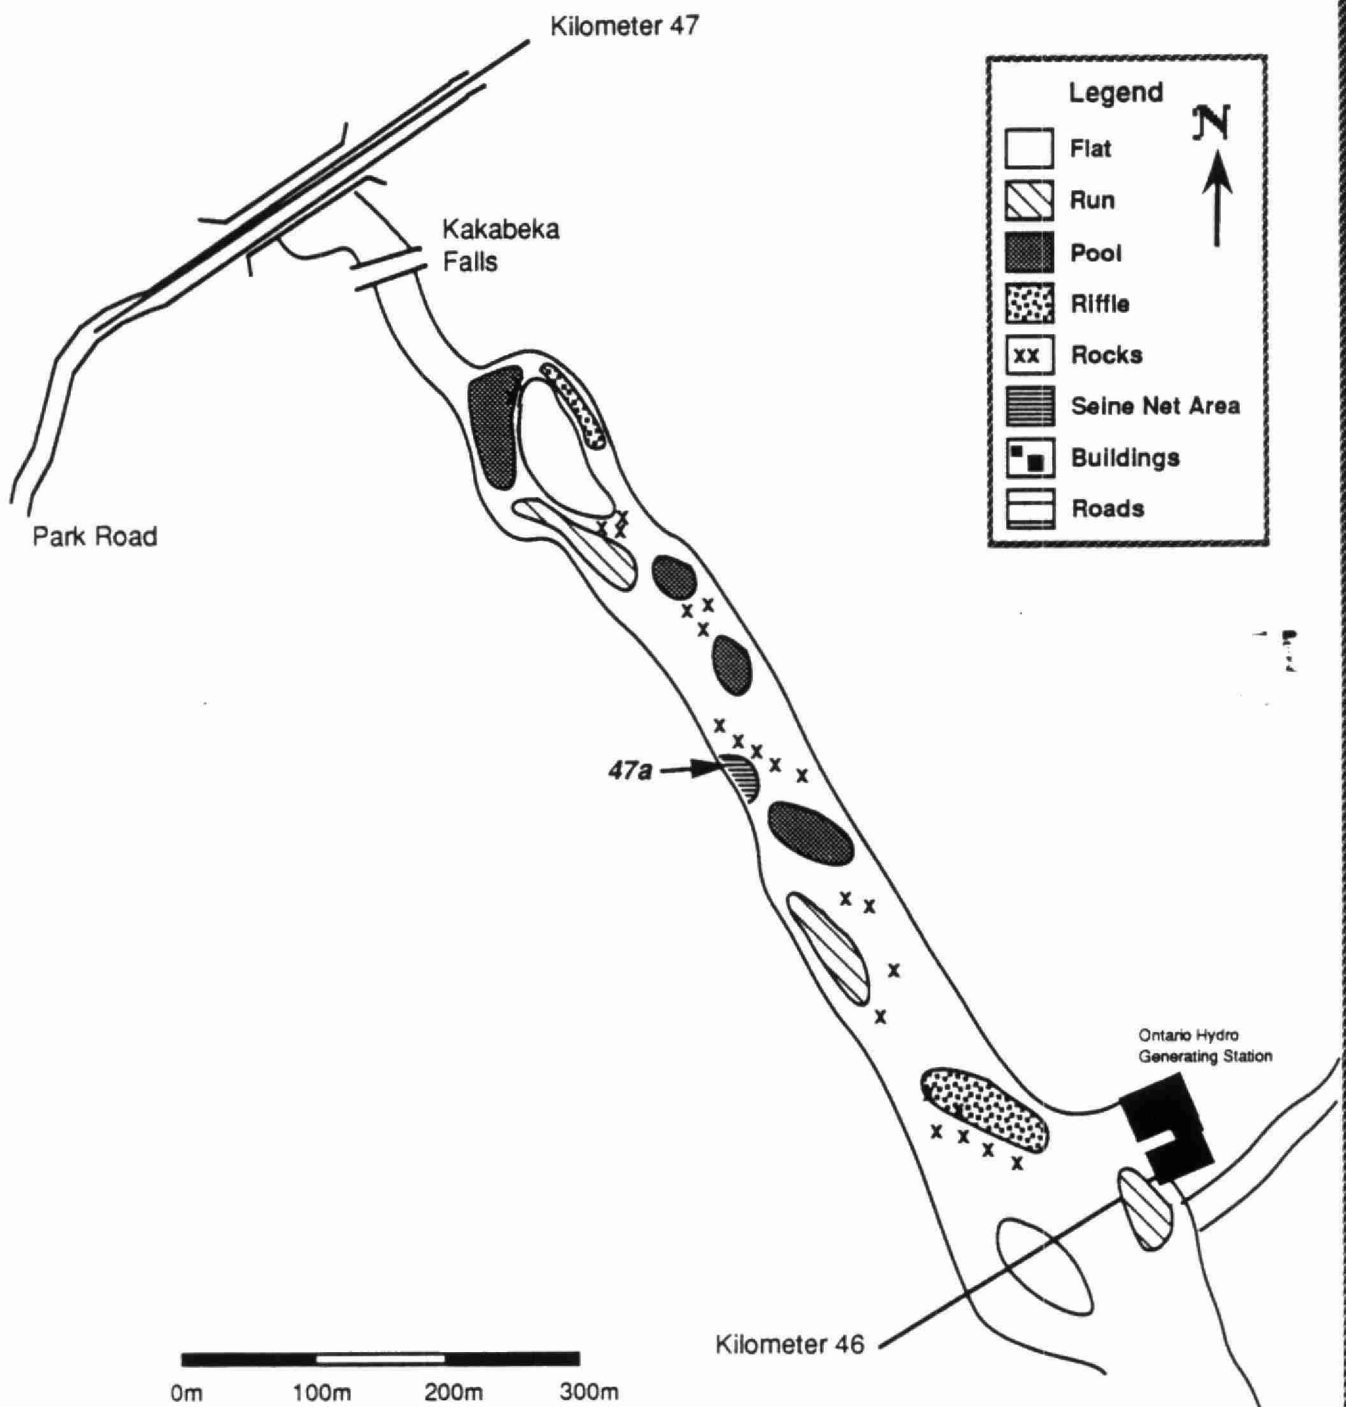 Kilometer 47
Legend
N
Flat
Run
Pool
Riffle
xx Rocks
Seine Net Area
Buildings
Roads
Kakabeka
Falls
Park Road
47a
Ontario Hydro
Generating Station
Kilometer 46
0m 100m 200m 300m